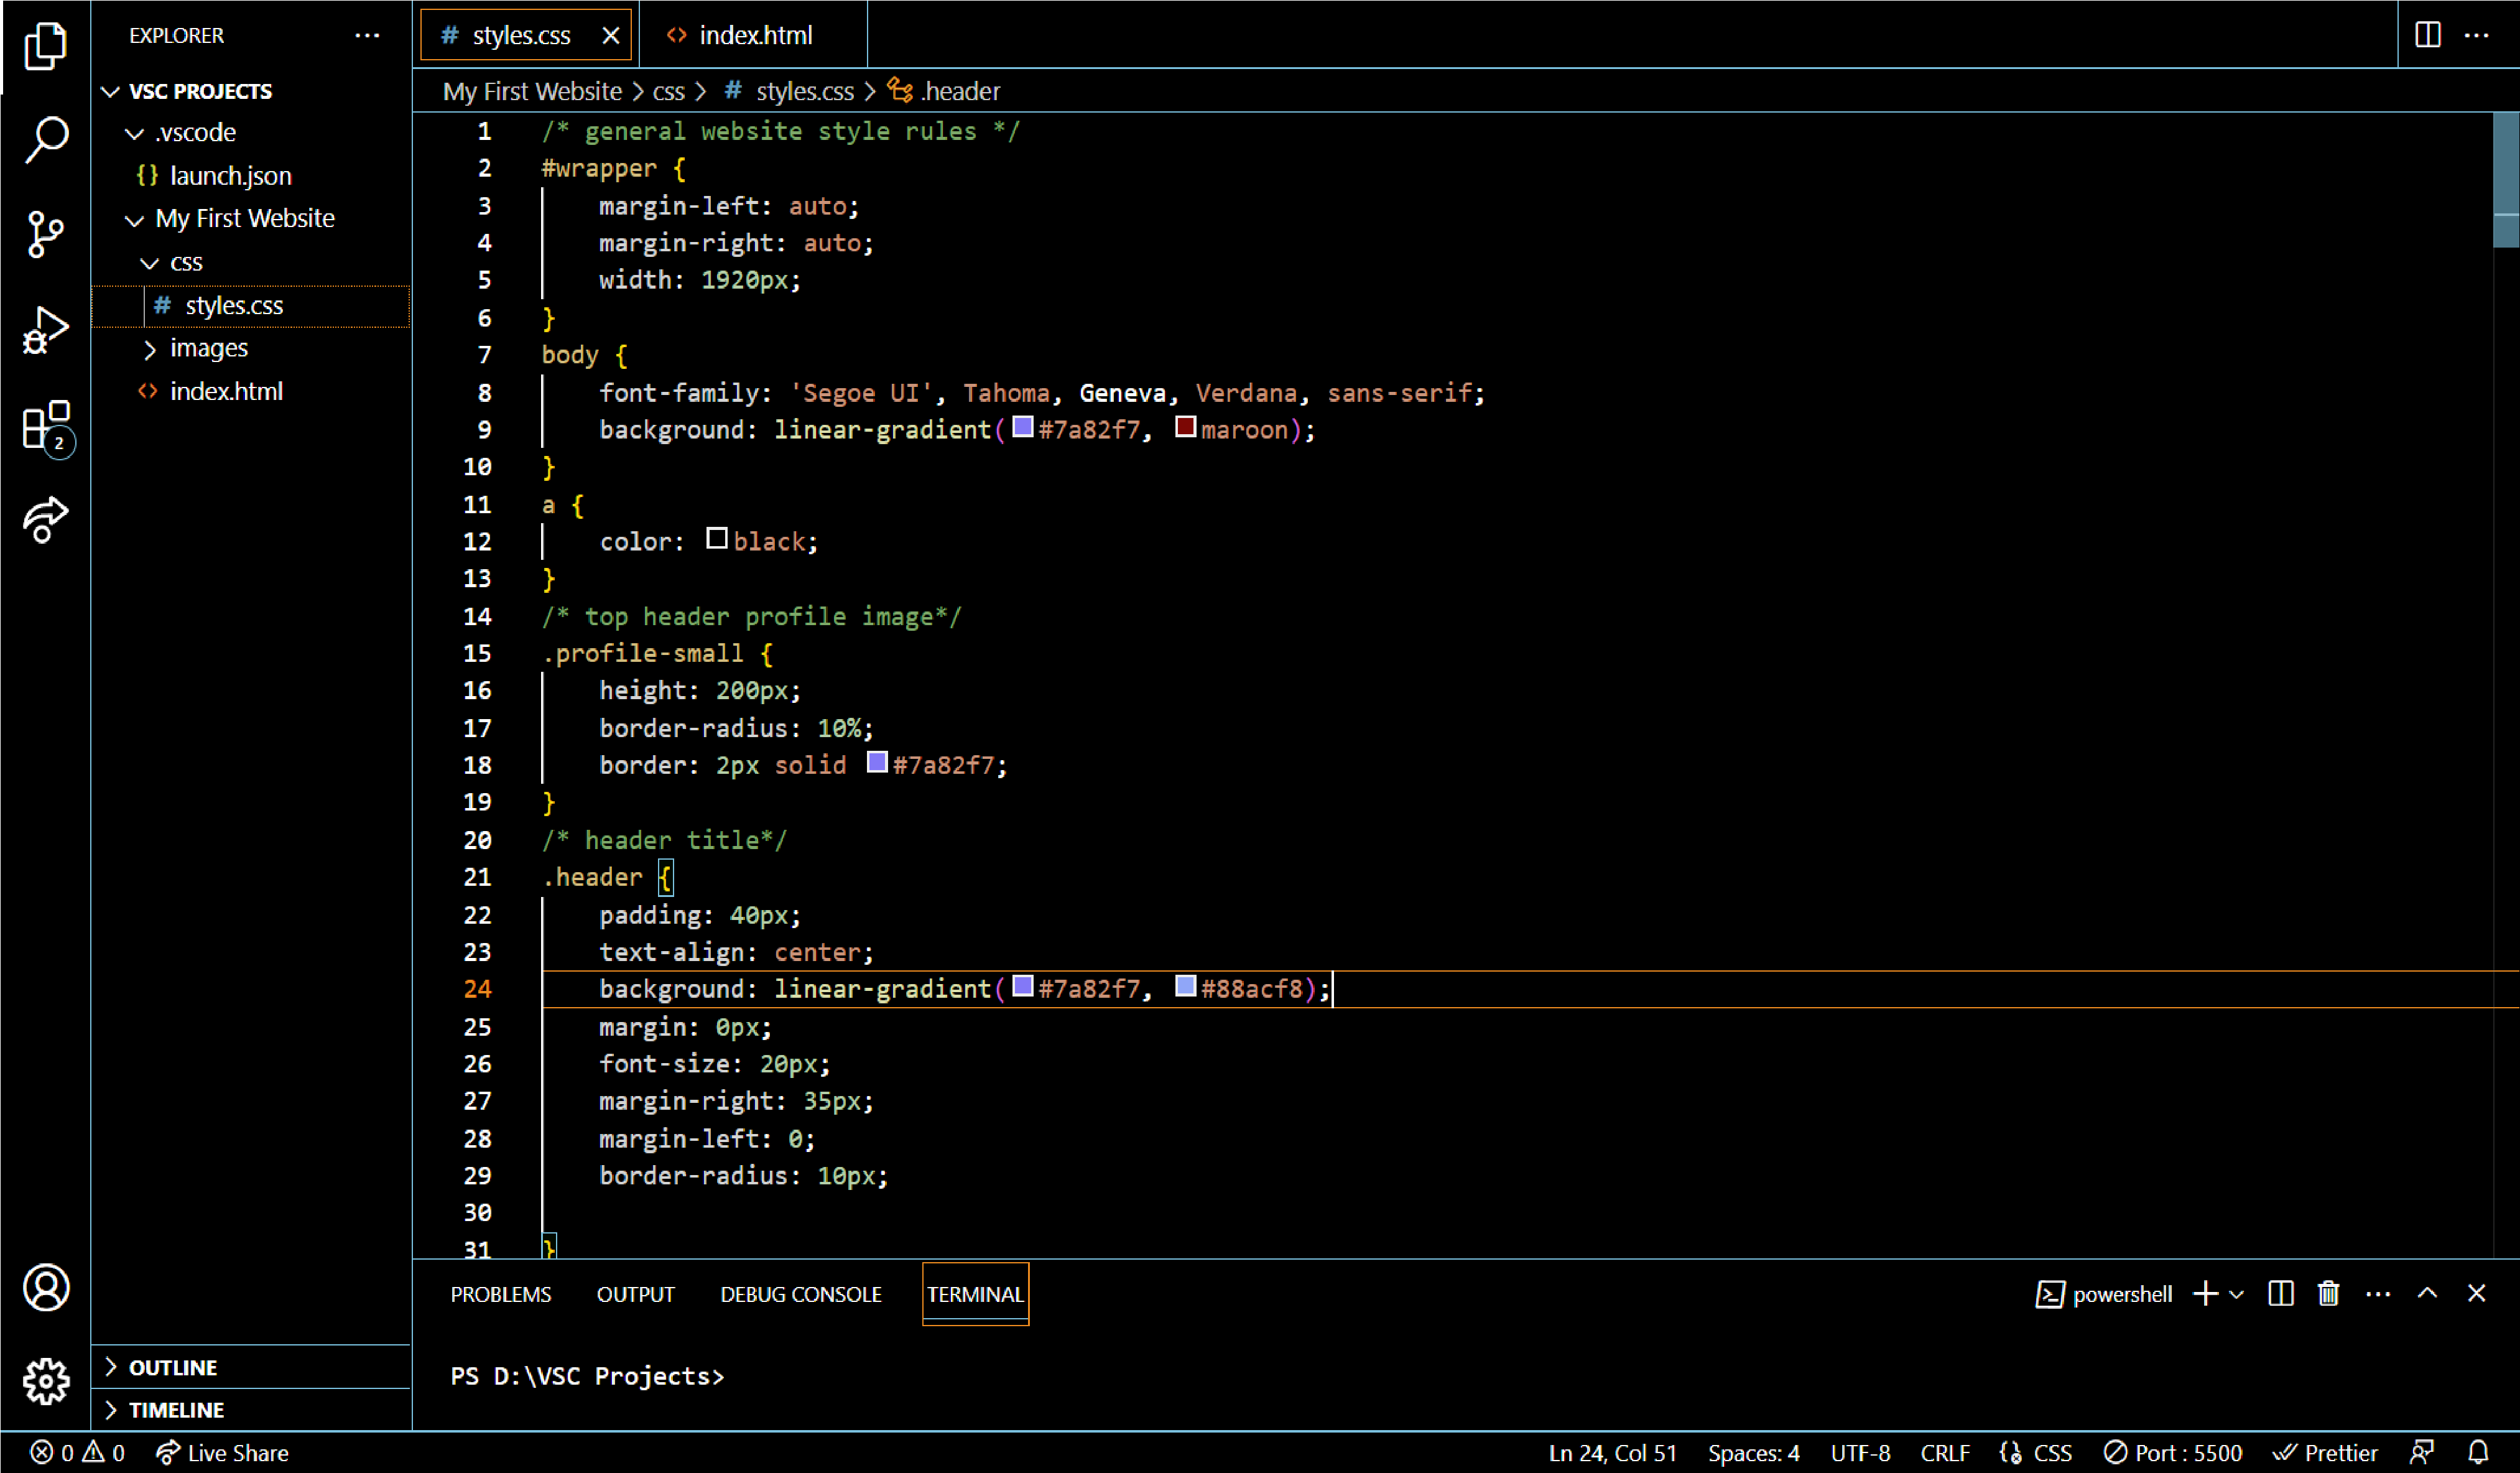 EXPLORER
VSC PROJECTS
.vscode
{} launch.json
My First Website
css
# styles.css
images
<> index.html
2
OUTLINE
TIMELINE
# styles.css
<> index.html
My First Website > css > # styles.css > .header
1 /* general website style rules */
2 #wrapper {
3     margin-left: auto;
4     margin-right: auto;
5     width: 1920px;
6 }
7 body {
8     font-family: 'Segoe UI', Tahoma, Geneva, Verdana, sans-serif;
9     background: linear-gradient(#7a82f7, maroon);
10 }
11 a {
12     color: black;
13 }
14 /* top header profile image*/
15 .profile-small {
16     height: 200px;
17     border-radius: 10%;
18     border: 2px solid #7a82f7;
19 }
20 /* header title*/
21 .header {
22     padding: 40px;
23     text-align: center;
24     background: linear-gradient(#7a82f7, #88acf8);
25     margin: 0px;
26     font-size: 20px;
27     margin-right: 35px;
28     margin-left: 0;
29     border-radius: 10px;
30
31 }
PROBLEMS OUTPUT DEBUG CONSOLE TERMINAL powershell
PS D:\VSC Projects>
0 0 Live Share Ln 24, Col 51 Spaces: 4 UTF-8 CRLF CSS Port : 5500 Prettier